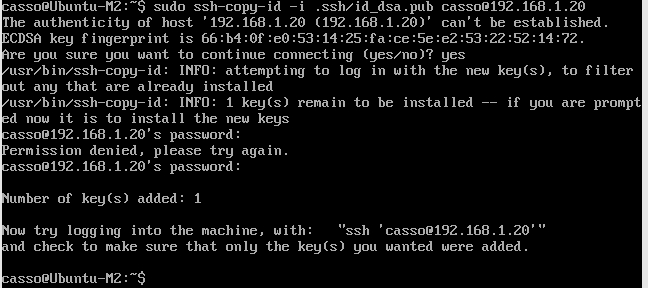 casso@Ubuntu-M2:~$ sudo ssh-copy-id -i .ssh/id_dsa.pub casso@192.168.1.20
The authenticity of host '192.168.1.20 (192.168.1.20)' can't be established.
ECDSA key fingerprint is 66:b4:0f:e0:53:14:25:fa:ce:5e:e2:53:22:52:14:72.
Are you sure you want to continue connecting (yes/no)? yes
/usr/bin/ssh-copy-id: INFO: attempting to log in with the new key(s), to filter
out any that are already installed
/usr/bin/ssh-copy-id: INFO: 1 key(s) remain to be installed -- if you are prompt
ed now it is to install the new keys
casso@192.168.1.20's password:
Permission denied, please try again.
casso@192.168.1.20's password:
Number of key(s) added: 1
Now try logging into the machine, with:   "ssh 'casso@192.168.1.20'"
and check to make sure that only the key(s) you wanted were added.
casso@Ubuntu-M2:~$